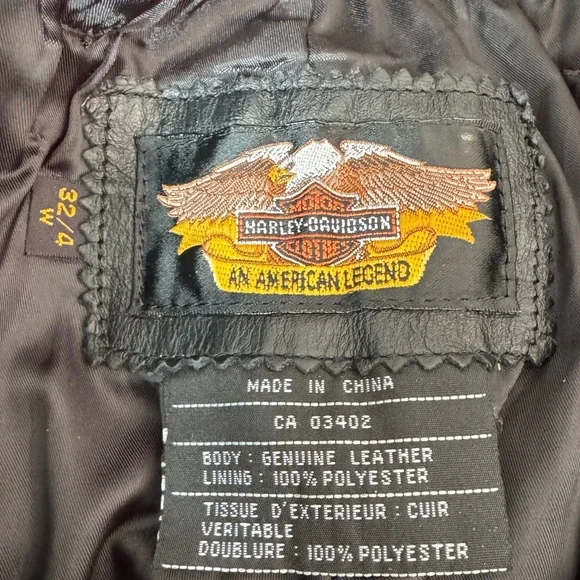 MOTOR
HARLEY-DAVIDSON
CYCLES
AN AMERICAN LEGEND
32/4
W
MADE IN CHINA
CA 03402
BODY : GENUINE LEATHER
LINING : 100% POLYESTER
TISSUE D'EXTERIEUR : CUIR
VERITABLE
DOUBLURE : 100% POLYESTER